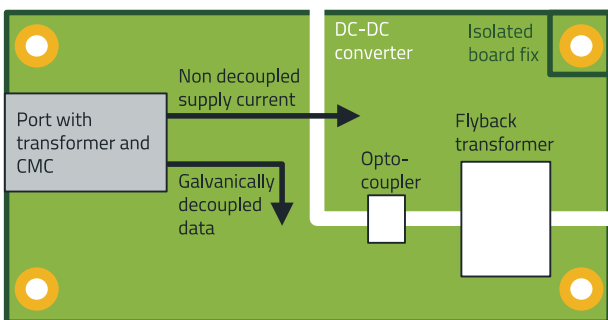 DC-DC
converter
Isolated
board fix
Non decoupled
supply current
Port with
transformer and
CMC
Flyback
transformer
Opto-
coupler
Galvanically
decoupled
data